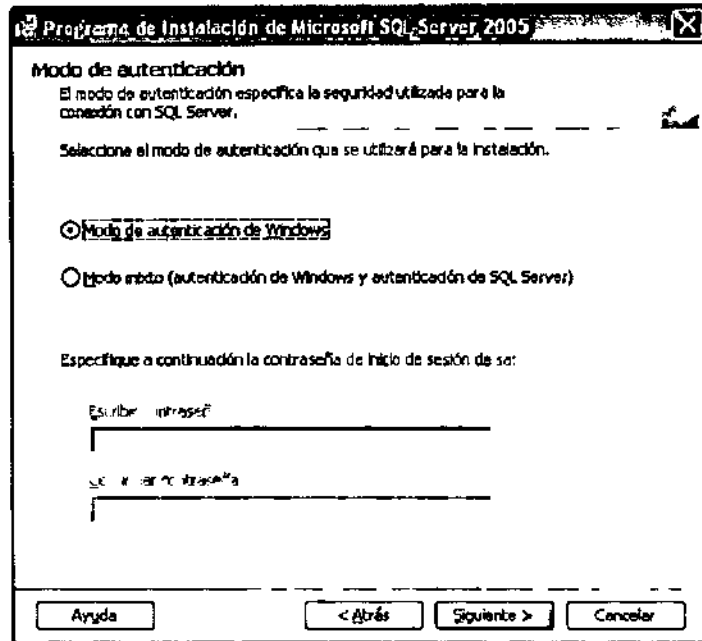 Programa de Instalación de Microsoft SQL Server 2005
Modo de autenticación
El modo de autenticación especifica la seguridad utilizada para la
conexión con SQL Server.
Seleccione el modo de autenticación que se utilizará para la instalación.
Modo de autenticación de Windows
Modo mixto (autenticación de Windows y autenticación de SQL Server)
Especifique a continuación la contraseña de inicio de sesión de sa:
Ayuda
< Atrás
Siguiente >
Cancelar